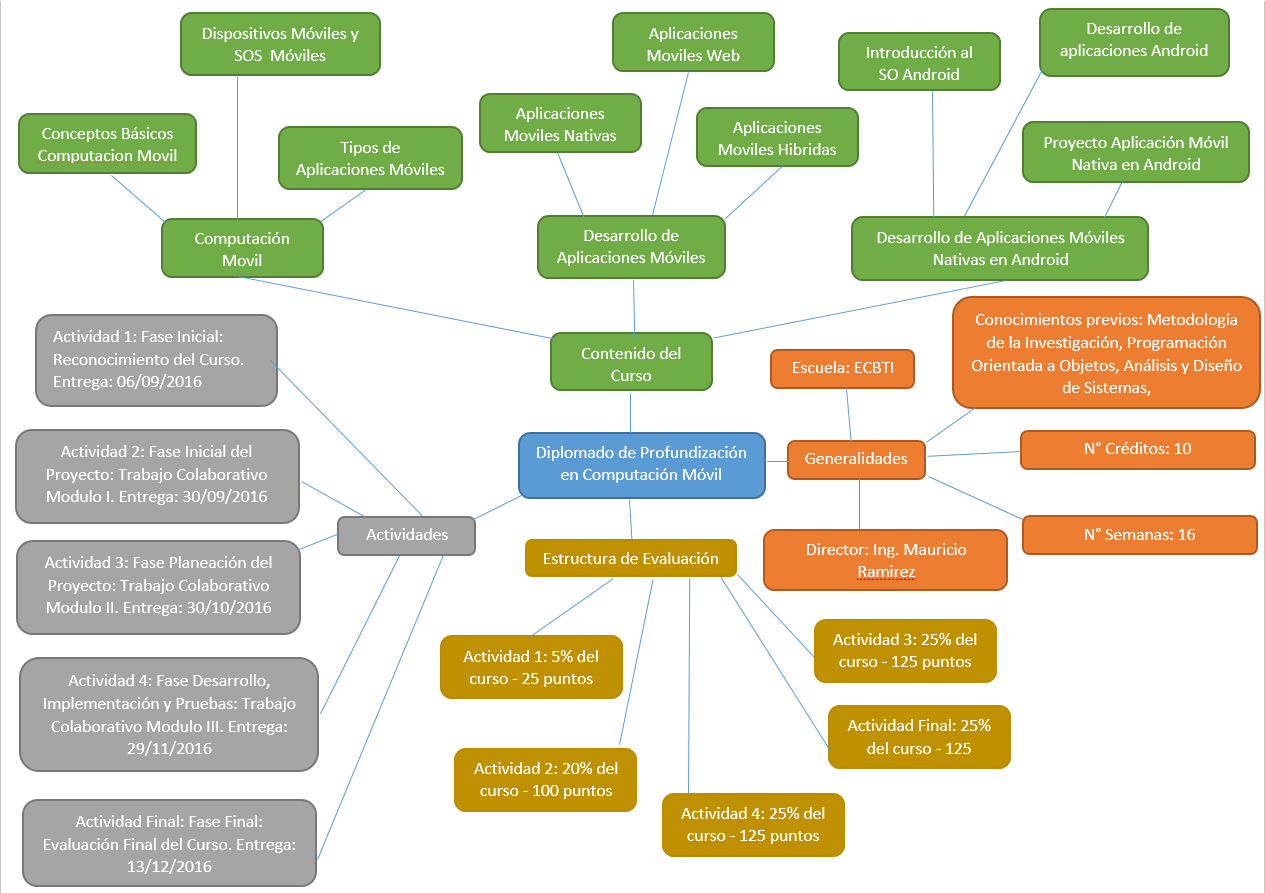 Dispositivos Móviles y
SOS Móviles
Conceptos Básicos
Computacion Movil
Tipos de
Aplicaciones Móviles
Computación
Movil
Aplicaciones
Moviles Web
Aplicaciones
Moviles Nativas
Aplicaciones
Moviles Hibridas
Desarrollo de
Aplicaciones Móviles
Introducción al
SO Android
Desarrollo de
aplicaciones Android
Proyecto Aplicación Móvil
Nativa en Android
Desarrollo de Aplicaciones Móviles
Nativas en Android
Contenido del
Curso
Diplomado de Profundización
en Computación Móvil
Escuela: ECBTI
Conocimientos previos: Metodología
de la Investigación, Programación
Orientada a Objetos, Análisis y Diseño
de Sistemas,
Generalidades
N° Créditos: 10
N° Semanas: 16
Director: Ing. Mauricio
Ramirez
Actividad 1: Fase Inicial:
Reconocimiento del Curso.
Entrega: 06/09/2016
Actividad 2: Fase Inicial del
Proyecto: Trabajo Colaborativo
Modulo I. Entrega: 30/09/2016
Actividades
Actividad 3: Fase Planeación del
Proyecto: Trabajo Colaborativo
Modulo II. Entrega: 30/10/2016
Actividad 4: Fase Desarrollo,
Implementación y Pruebas: Trabajo
Colaborativo Modulo III. Entrega:
29/11/2016
Actividad Final: Fase Final:
Evaluación Final del Curso. Entrega:
13/12/2016
Estructura de Evaluación
Actividad 1: 5% del
curso - 25 puntos
Actividad 2: 20% del
curso - 100 puntos
Actividad 3: 25% del
curso - 125 puntos
Actividad Final: 25%
del curso - 125
Actividad 4: 25% del
curso - 125 puntos